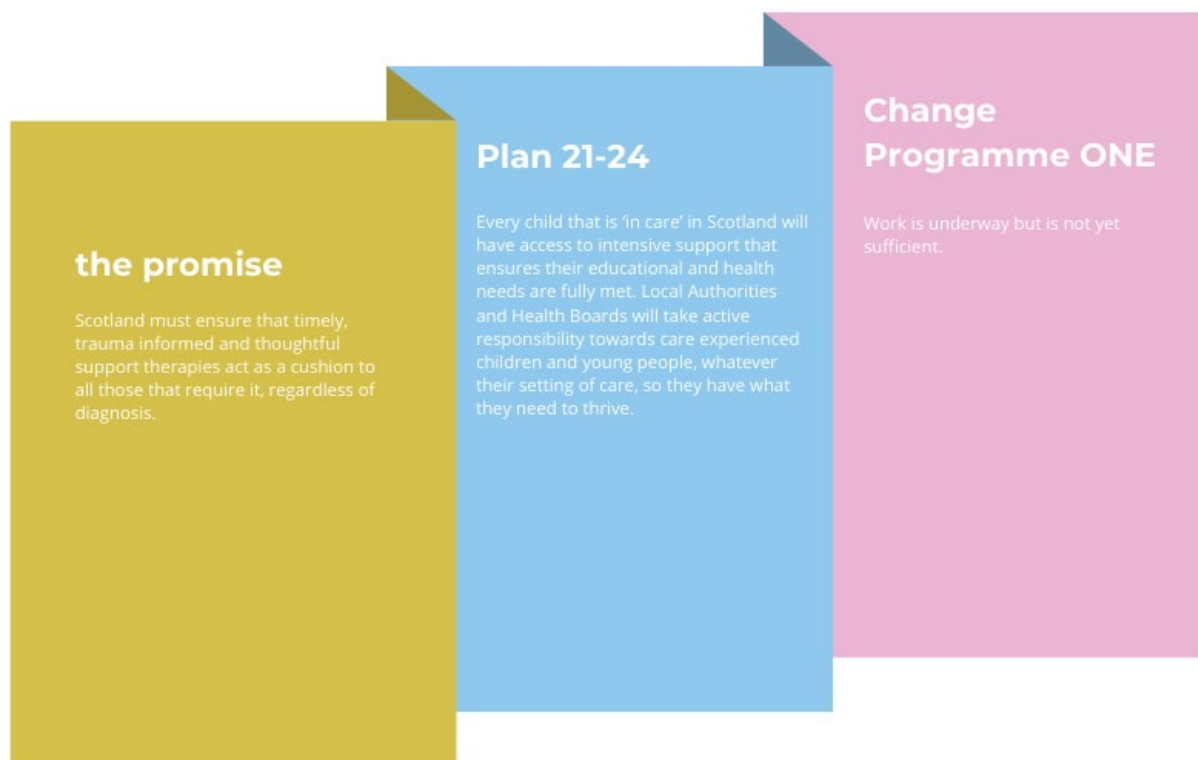 the promise
Scotland must ensure that timely,
trauma informed and thoughtful
support therapies act as a cushion to
all those that require it, regardless of
diagnosis.
Plan 21-24
Every child that is ‘in care’ in Scotland will
have access to intensive support that
ensures their educational and health
needs are fully met. Local Authorities
and Health Boards will take active
responsibility towards care experienced
children and young people, whatever
their setting of care, so they have what
they need to thrive.
Change
Programme ONE
Work is underway but is not yet
sufficient.